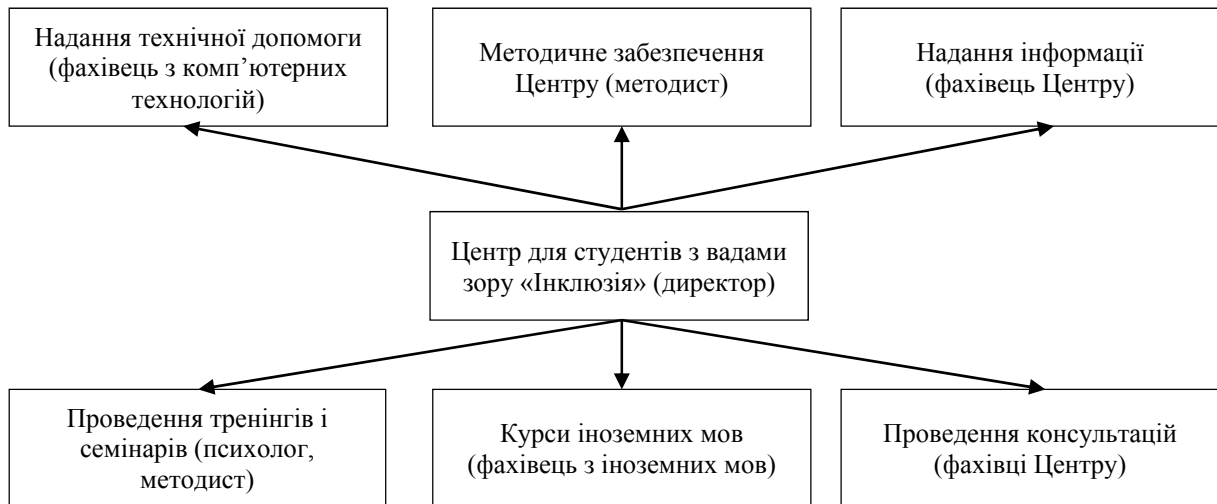 Надання технічної допомоги
(фахівець з комп’ютерних
технологій)
Методичне забезпечення
Центру (методист)
Надання інформації
(фахівець Центру)
Центр для студентів з вадами
зору «Інклюзія» (директор)
Проведення тренінгів і
семінарів (психолог,
методист)
Курси іноземних мов
(фахівець з іноземних мов)
Проведення консультацій
(фахівці Центру)